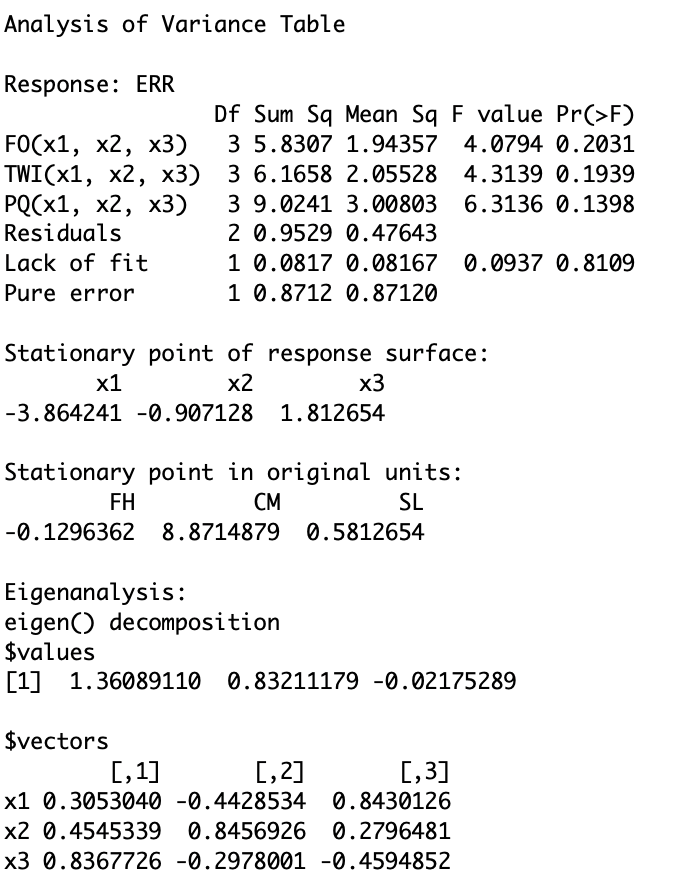 Analysis of Variance Table
Response: ERR
Df Sum Sq Mean Sq F value Pr(>F)
FO(x1, x2, x3) 3 5.8307 1.94357 4.0794 0.2031
TWI(x1, x2, x3) 3 6.1658 2.05528 4.3139 0.1939
PQ(x1, x2, x3) 3 9.0241 3.00803 6.3136 0.1398
Residuals 2 0.9529 0.47643
Lack of fit 1 0.0817 0.08167 0.0937 0.8109
Pure error 1 0.8712 0.87120
Stationary point of response surface:
x1 x2 x3
-3.864241 -0.907128 1.812654
Stationary point in original units:
FH CM SL
-0.1296362 8.8714879 0.5812654
Eigenanalysis:
eigen() decomposition
$values
[1] 1.36089110 0.83211179 -0.02175289
$vectors
[,1] [,2] [,3]
x1 0.3053040 -0.4428534 0.8430126
x2 0.4545339 0.8456926 0.2796481
x3 0.8367726 -0.2978001 -0.4594852